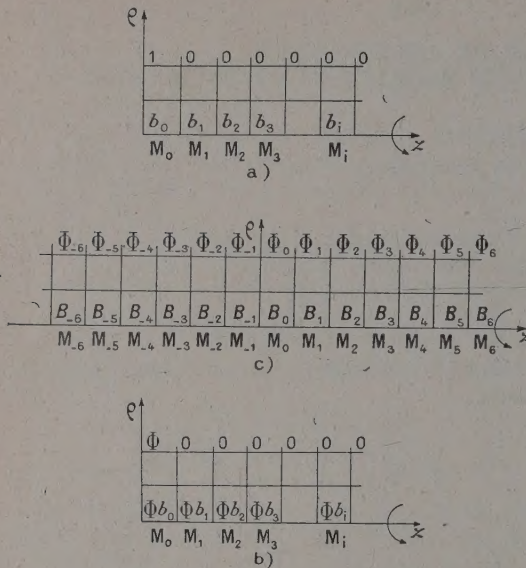 ρ
1 0 0 0 0 0 0
b₀ b₁ b₂ b₃ bᵢ
z
M₀ M₁ M₂ M₃ Mᵢ
a)
ρ
Φ₋₆ Φ₋₅ Φ₋₄ Φ₋₃ Φ₋₂ Φ₋₁ Φ₀ Φ₁ Φ₂ Φ₃ Φ₄ Φ₅ Φ₆
B₋₆ B₋₅ B₋₄ B₋₃ B₋₂ B₋₁ B₀ B₁ B₂ B₃ B₄ B₅ B₆
z
M₋₆ M₋₅ M₋₄ M₋₃ M₋₂ M₋₁ M₀ M₁ M₂ M₃ M₄ M₅ M₆
c)
ρ
Φ 0 0 0 0 0 0
Φb₀ Φb₁ Φb₂ Φb₃ Φbᵢ
z
M₀ M₁ M₂ M₃ Mᵢ
b)